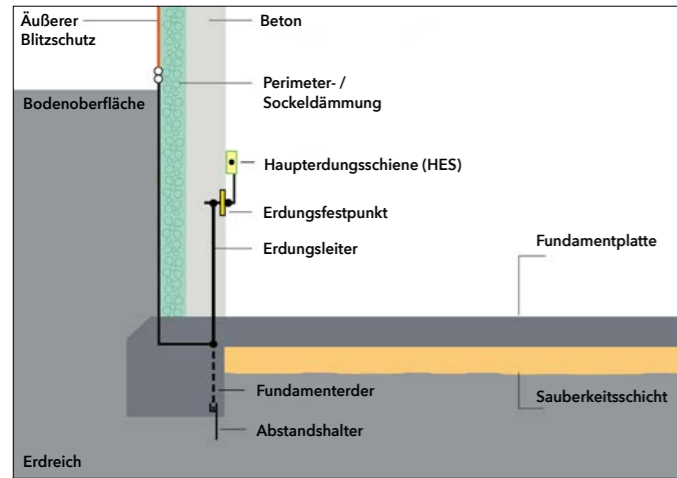 Äußerer
Blitzschutz
Beton
Perimeter- /
Sockeldämmung
Bodenoberfläche
Haupterdungsschiene (HES)
Erdungsfestpunkt
Erdungsleiter
Fundamentplatte
Fundamenterder
Sauberkeitsschicht
Abstandshalter
Erdreich